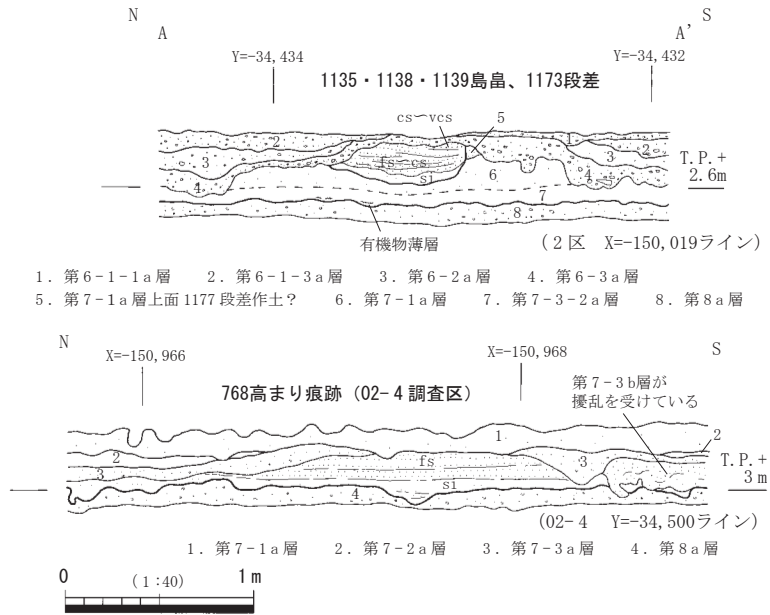 N S
A A'
Y=-34,434 Y=-34,432
1135・1138・1139島畠、1173段差
cs〜vcs 5
2 1 2
3 fs〜cs 3
4 si 6 4
7
8
T.P.+
2.6m
有機物薄層
(2区 X=-150,019ライン)
1. 第6-1-1a層 2. 第6-1-3a層 3. 第6-2a層 4. 第6-3a層
5. 第7-1a層上面1177段差作土? 6. 第7-1a層 7. 第7-3-2a層 8. 第8a層
N S
X=-150,966 X=-150,968
768高まり痕跡(02-4調査区)
第7-3b層が
擾乱を受けている
1
2 fs 3 2
3 si
4
T.P.+
3m
(02-4 Y=-34,500ライン)
1. 第7-1a層 2. 第7-2a層 3. 第7-3a層 4. 第8a層
0 (1:40) 1m